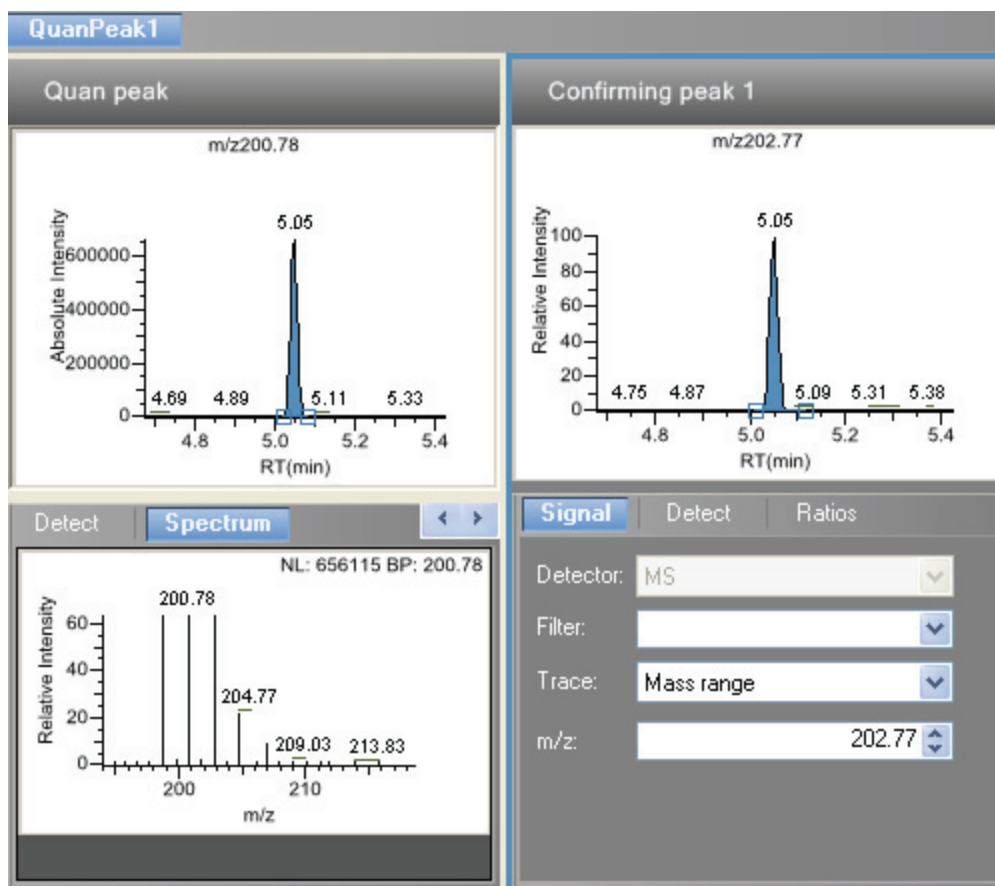 QuanPeak1
Quan peak
m/z200.78
Absolute Intensity
600000
400000
200000
0
5.05
4.69 4.89 5.11 5.33
4.8 5.0 5.2 5.4
RT(min)
Confirming peak 1
m/z202.77
Relative Intensity
100
80
60
40
20
0
5.05
4.75 4.87 5.09 5.31 5.38
4.8 5.0 5.2 5.4
RT(min)
Detect Spectrum
NL: 656115 BP: 200.78
Relative Intensity
60
40
20
0
200.78
204.77
209.03 213.83
200 210
m/z
Signal Detect Ratios
Detector: MS
Filter:
Trace: Mass range
m/z: 202.77